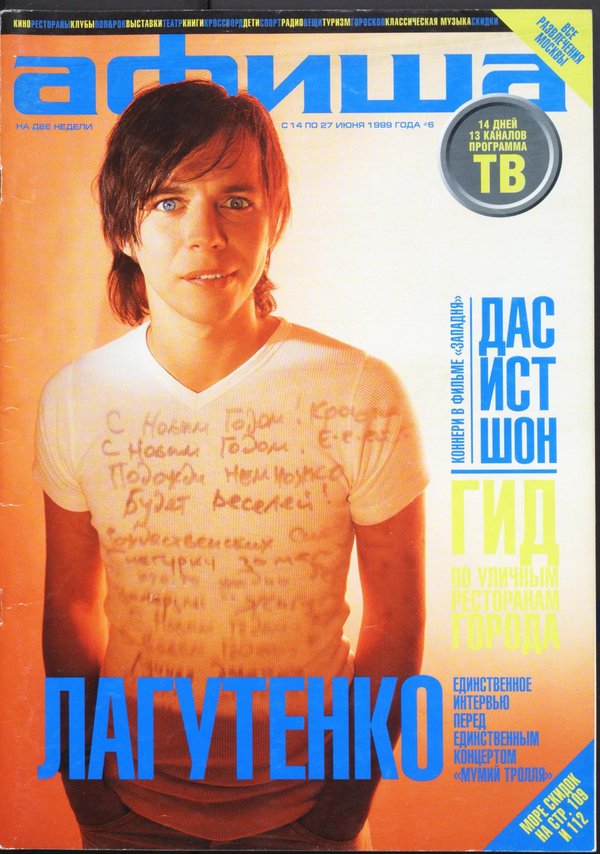 КИНОРЕСТОРАНЫКЛУБЫПОПАРОКВЫСТАВКИТЕАТРКНИГИКРОССВОРДДЕТИСПОРТРАДИОВЕЩИТУРИЗМГОРОСКОПКЛАССИЧЕСКАЯ МУЗЫКАСКИДКИ
ВСЕ
РАЗВЛЕЧЕНИЯ
МОСКВЫ
афиша
НА ДВЕ НЕДЕЛИ
С 14 ПО 27 ИЮНЯ 1999 ГОДА №6
14 ДНЕЙ
13 КАНАЛОВ
ПРОГРАММА
ТВ
КОННЕРИ В ФИЛЬМЕ «ЗАПАДНЯ»
ДАС
ИСТ
ШОН
С Новым Годом! Крошка
С Новым Годом.
Подожди немножко
Будет веселей!
ГИД
ПО УЛИЧНЫМ
РЕСТОРАНАМ
ГОРОДА
ЛАГУТЕНКО
ЕДИНСТВЕННОЕ
ИНТЕРВЬЮ
ПЕРЕД
ЕДИНСТВЕННЫМ
КОНЦЕРТОМ
«МУМИЙ ТРОЛЛЯ»
МОРЕ СКИДОК
НА СТР. 109
И 112